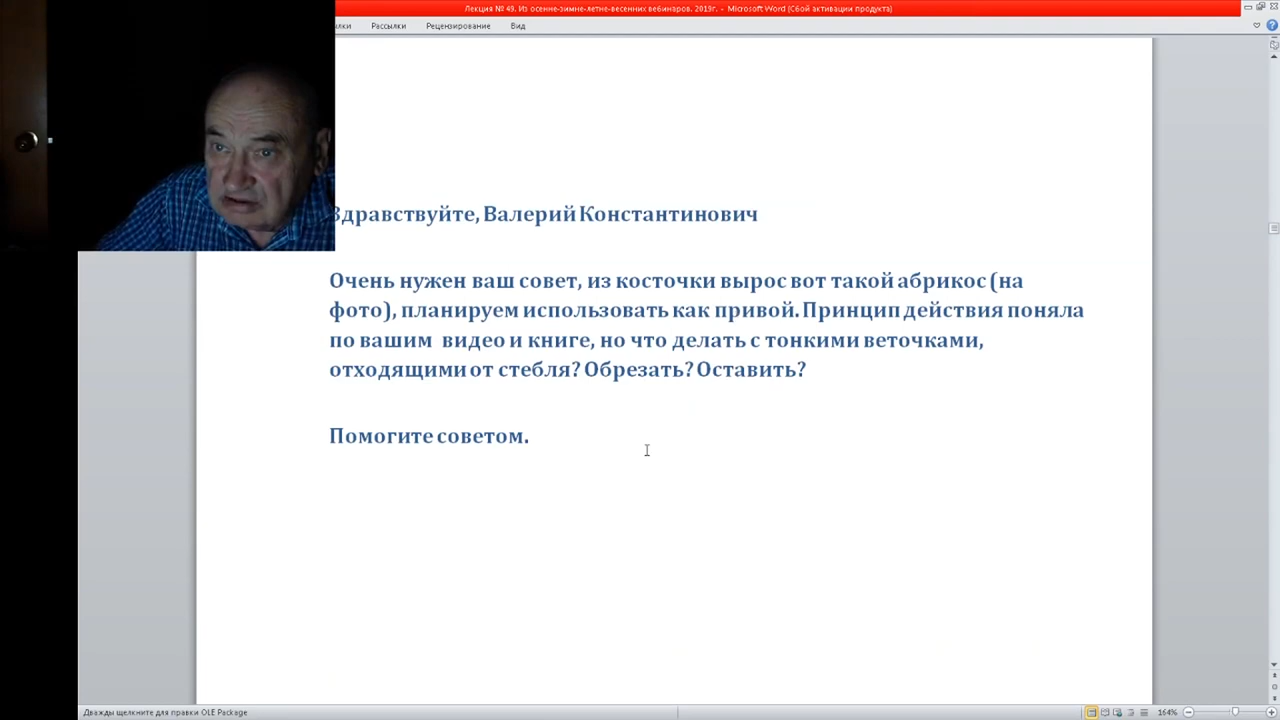 Лекция № 49. Из осенне-зимне-летне-весенних вебинаров. 2019г. - Microsoft Word (Сбой активации продукта)
Рассылки Рецензирование Вид
Здравствуйте, Валерий Константинович
Очень нужен ваш совет, из косточки вырос вот такой абрикос (на
фото), планируем использовать как привой. Принцип действия поняла
по вашим видео и книге, но что делать с тонкими веточками,
отходящими от стебля? Обрезать? Оставить?
Помогите советом.
Дважды щелкните для правки OLE Package
164%